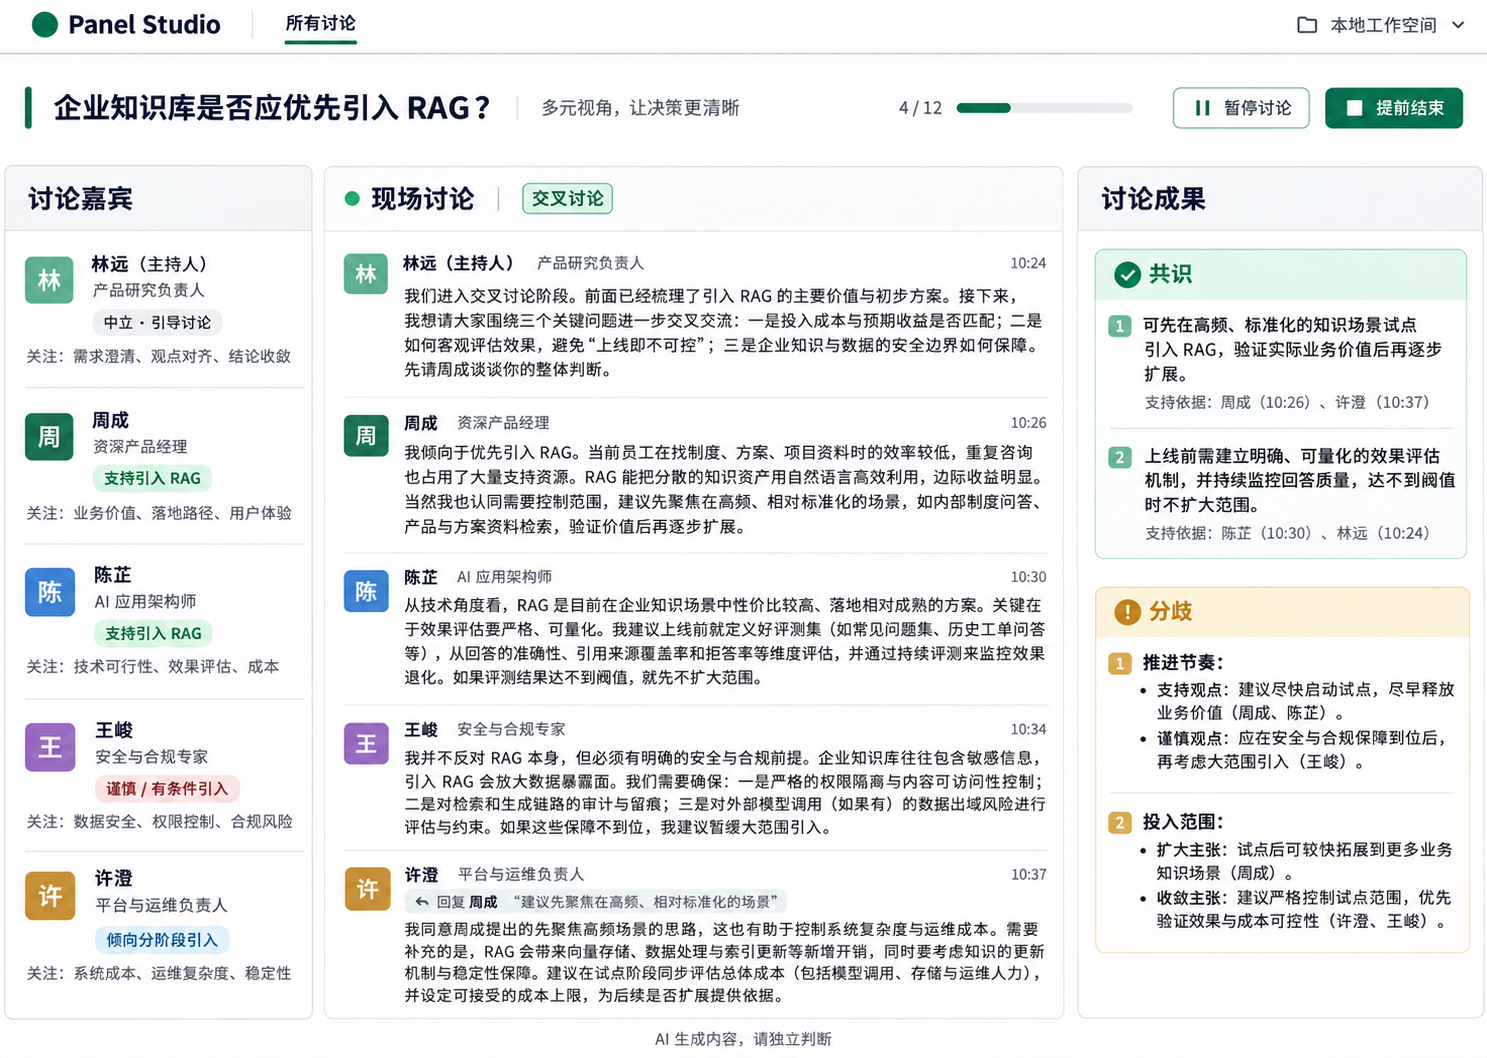 Panel Studio
所有讨论
本地工作空间
企业知识库是否应优先引入 RAG？
多元视角，让决策更清晰
4 / 12
暂停讨论
提前结束
讨论嘉宾
林
林远（主持人）
产品研究负责人
中立 · 引导讨论
关注：需求澄清、观点对齐、结论收敛
周
周成
资深产品经理
支持引入 RAG
关注：业务价值、落地路径、用户体验
陈
陈芷
AI 应用架构师
支持引入 RAG
关注：技术可行性、效果评估、成本
王
王峻
安全与合规专家
谨慎 / 有条件引入
关注：数据安全、权限控制、合规风险
许
许澄
平台与运维负责人
倾向分阶段引入
关注：系统成本、运维复杂度、稳定性
现场讨论
交叉讨论
林
林远（主持人） 产品研究负责人 10:24
我们进入交叉讨论阶段。前面已经梳理了引入 RAG 的主要价值与初步方案。接下来，
我想请大家围绕三个关键问题进一步交叉交流：一是投入成本与预期收益是否匹配；二是
如何客观评估效果，避免“上线即不可控”；三是企业知识与数据的安全边界如何保障。
先请周成谈谈你的整体判断。
周
周成 资深产品经理 10:26
我倾向于优先引入 RAG。当前员工在找制度、方案、项目资料时的效率较低，重复咨询
也占用了大量支持资源。RAG 能把分散的知识资产用自然语言高效利用，边际收益明显。
当然我也认同需要控制范围，建议先聚焦在高频、相对标准化的场景，如内部制度问答、
产品与方案资料检索，验证价值后再逐步扩展。
陈
陈芷 AI 应用架构师 10:30
从技术角度看，RAG 是目前在企业知识场景中性价比较高、落地相对成熟的方案。关键在
于效果评估要严格、可量化。我建议上线前就定义好评测集（如常见问题集、历史工单问答
等），从回答的准确性、引用来源覆盖率和拒答率等维度评估，并通过持续评测来监控效果
退化。如果评测结果达不到阈值，就先不扩大范围。
王
王峻 安全与合规专家 10:34
我并不反对 RAG 本身，但必须有明确的安全与合规前提。企业知识库往往包含敏感信息，
引入 RAG 会放大数据暴露面。我们需要确保：一是严格的权限隔离与内容可访问性控制；
二是对检索和生成链路的审计与留痕；三是对外部模型调用（如果有）的数据出域风险进行
评估与约束。如果这些保障不到位，我建议暂缓大范围引入。
许
许澄 平台与运维负责人 10:37
回复 周成 “建议先聚焦在高频、相对标准化的场景”
我同意周成提出的先聚焦高频场景的思路，这也有助于控制系统复杂度与运维成本。需要
补充的是，RAG 会带来向量存储、数据处理与索引更新等新增开销，同时要考虑知识的更新
机制与稳定性保障。建议在试点阶段同步评估总体成本（包括模型调用、存储与运维人力），
并设定可接受的成本上限，为后续是否扩展提供依据。
讨论成果
共识
1 可先在高频、标准化的知识场景试点
引入 RAG，验证实际业务价值后再逐步
扩展。
支持依据：周成（10:26）、许澄（10:37）
2 上线前需建立明确、可量化的效果评估
机制，并持续监控回答质量，达不到阈值
时不扩大范围。
支持依据：陈芷（10:30）、林远（10:24）
分歧
1 推进节奏：
• 支持观点：建议尽快启动试点，尽早释放
业务价值（周成、陈芷）。
• 谨慎观点：应在安全与合规保障到位后，
再考虑大范围引入（王峻）。
2 投入范围：
• 扩大主张：试点后可较快拓展到更多业务
知识场景（周成）。
• 收敛主张：建议严格控制试点范围，优先
验证效果与成本可控性（许澄、王峻）。
AI 生成内容，请独立判断